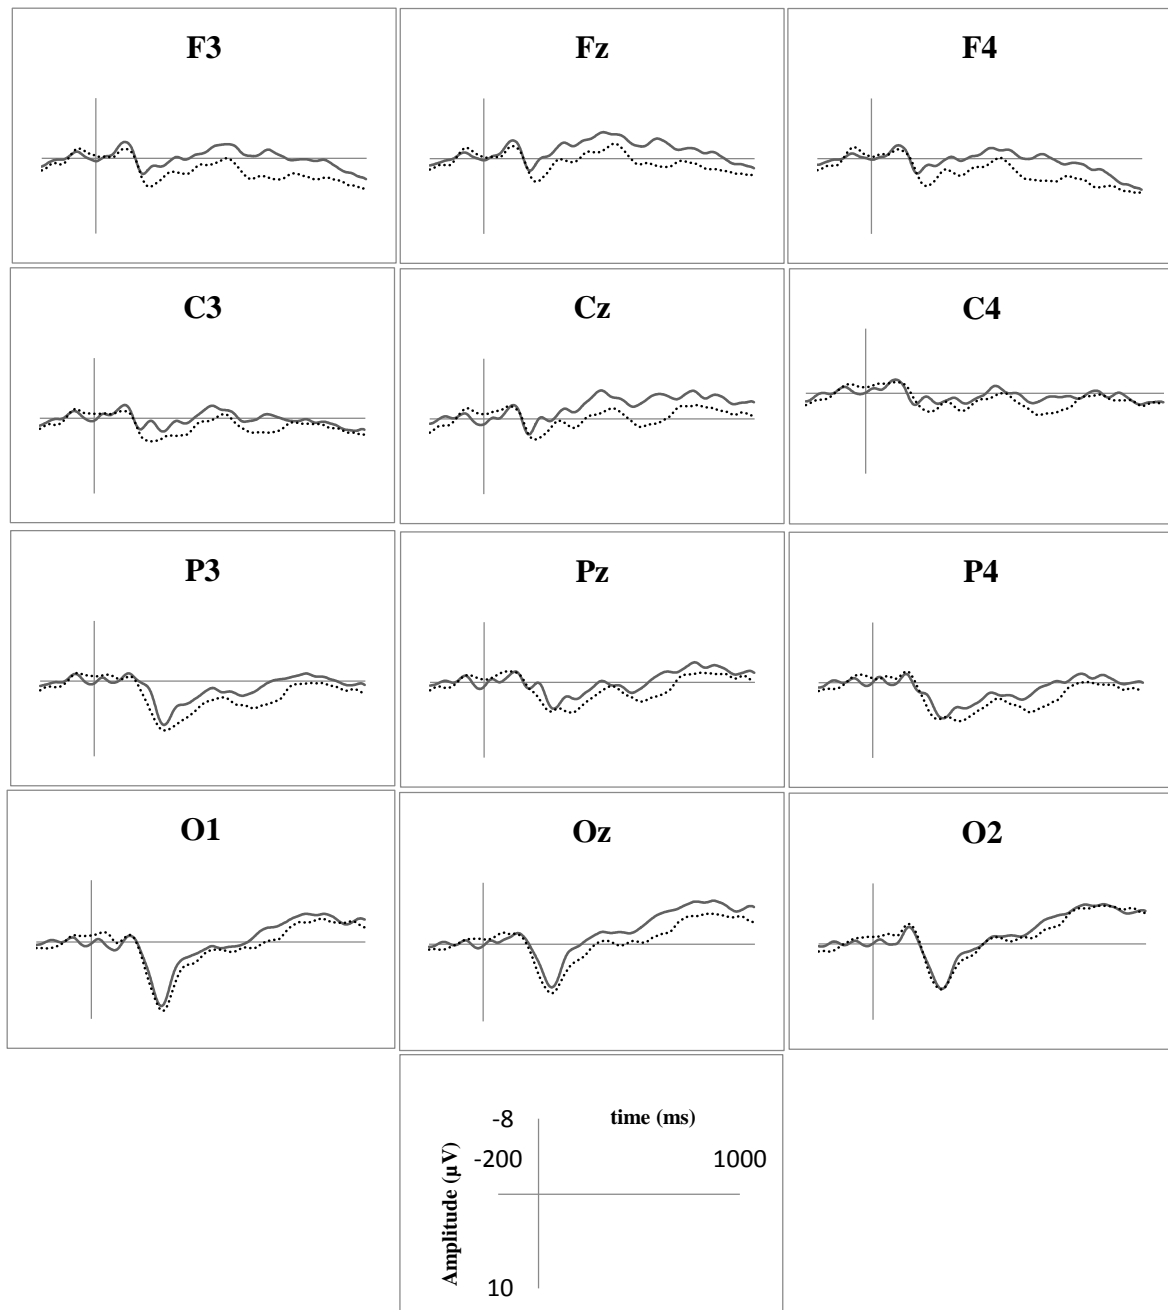 F3
Fz
F4
C3
Cz
C4
P3
Pz
P4
O1
Oz
O2
-8
time (ms)
-200
1000
Amplitude (μV)
10